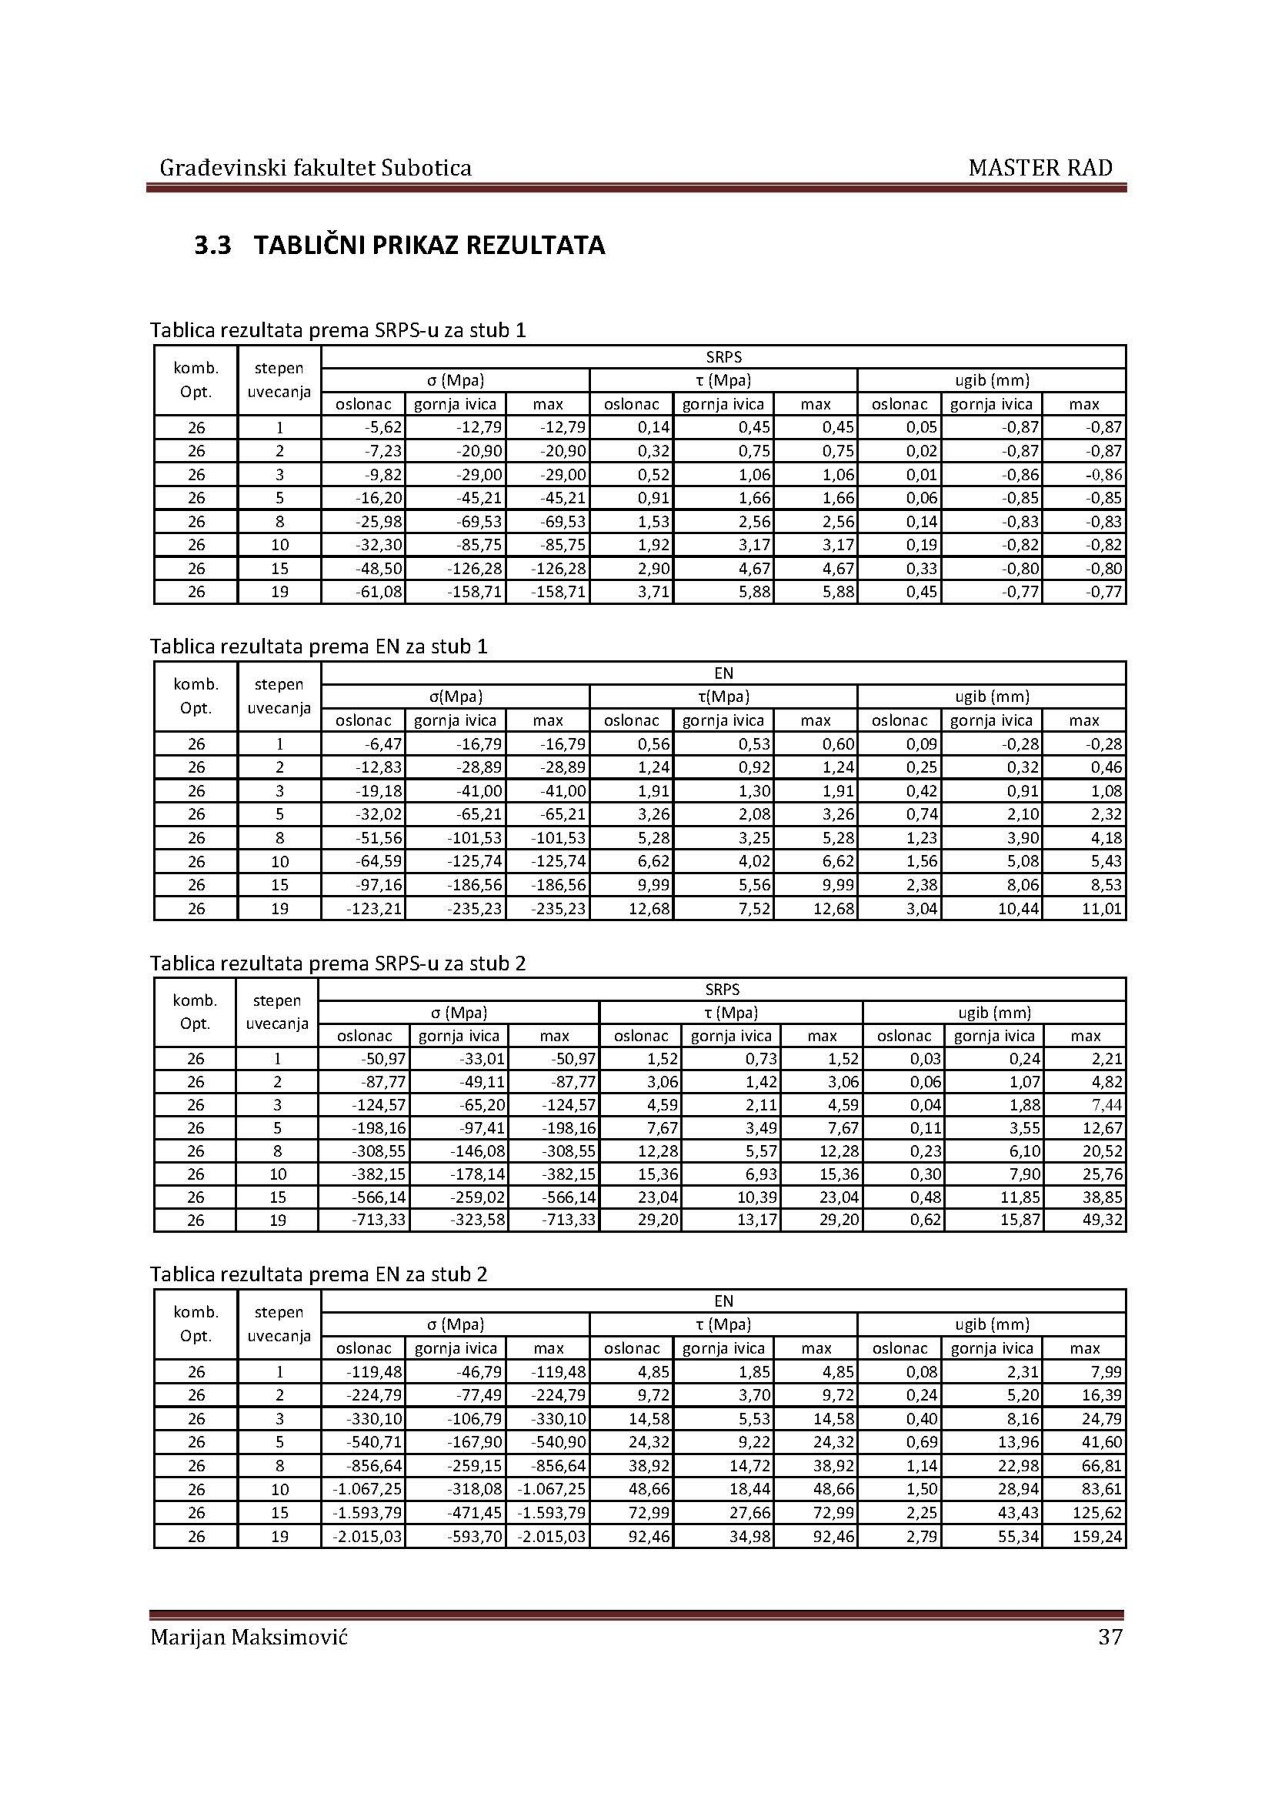 Građevinski fakultet Subotica MASTER RAD
3.3 TABLIČNI PRIKAZ REZULTATA
Tablica rezultata prema SRPS-u za stub 1
komb. Opt. stepen uvecanja SRPS
σ (Mpa) τ (Mpa) ugib (mm)
oslonac gornja ivica max oslonac gornja ivica max oslonac gornja ivica max
26 1 -5,62 -12,79 -12,79 0,14 0,45 0,45 0,05 -0,87 -0,87
26 2 -7,23 -20,90 -20,90 0,32 0,75 0,75 0,02 -0,87 -0,87
26 3 -9,82 -29,00 -29,00 0,52 1,06 1,06 0,01 -0,86 -0,86
26 5 -16,20 -45,21 -45,21 0,91 1,66 1,66 0,06 -0,85 -0,85
26 8 -25,98 -69,53 -69,53 1,53 2,56 2,56 0,14 -0,83 -0,83
26 10 -32,30 -85,75 -85,75 1,92 3,17 3,17 0,19 -0,82 -0,82
26 15 -48,50 -126,28 -126,28 2,90 4,67 4,67 0,33 -0,80 -0,80
26 19 -61,08 -158,71 -158,71 3,71 5,88 5,88 0,45 -0,77 -0,77
Tablica rezultata prema EN za stub 1
komb. Opt. stepen uvecanja EN
σ(Mpa) τ(Mpa) ugib (mm)
oslonac gornja ivica max oslonac gornja ivica max oslonac gornja ivica max
26 1 -6,47 -16,79 -16,79 0,56 0,53 0,60 0,09 -0,28 -0,28
26 2 -12,83 -28,89 -28,89 1,24 0,92 1,24 0,25 0,32 0,46
26 3 -19,18 -41,00 -41,00 1,91 1,30 1,91 0,42 0,91 1,08
26 5 -32,02 -65,21 -65,21 3,26 2,08 3,26 0,74 2,10 2,32
26 8 -51,56 -101,53 -101,53 5,28 3,25 5,28 1,23 3,90 4,18
26 10 -64,59 -125,74 -125,74 6,62 4,02 6,62 1,56 5,08 5,43
26 15 -97,16 -186,56 -186,56 9,99 5,56 9,99 2,38 8,06 8,53
26 19 -123,21 -235,23 -235,23 12,68 7,52 12,68 3,04 10,44 11,01
Tablica rezultata prema SRPS-u za stub 2
komb. Opt. stepen uvecanja SRPS
σ (Mpa) τ (Mpa) ugib (mm)
oslonac gornja ivica max oslonac gornja ivica max oslonac gornja ivica max
26 1 -50,97 -33,01 -50,97 1,52 0,73 1,52 0,03 0,24 2,21
26 2 -87,77 -49,11 -87,77 3,06 1,42 3,06 0,06 1,07 4,82
26 3 -124,57 -65,20 -124,57 4,59 2,11 4,59 0,04 1,88 7,44
26 5 -198,16 -97,41 -198,16 7,67 3,49 7,67 0,11 3,55 12,67
26 8 -308,55 -146,08 -308,55 12,28 5,57 12,28 0,23 6,10 20,52
26 10 -382,15 -178,14 -382,15 15,36 6,93 15,36 0,30 7,90 25,76
26 15 -566,14 -259,02 -566,14 23,04 10,39 23,04 0,48 11,85 38,85
26 19 -713,33 -323,58 -713,33 29,20 13,17 29,20 0,62 15,87 49,32
Tablica rezultata prema EN za stub 2
komb. Opt. stepen uvecanja EN
σ (Mpa) τ (Mpa) ugib (mm)
oslonac gornja ivica max oslonac gornja ivica max oslonac gornja ivica max
26 1 -119,48 -46,79 -119,48 4,85 1,85 4,85 0,08 2,31 7,99
26 2 -224,79 -77,49 -224,79 9,72 3,70 9,72 0,24 5,20 16,39
26 3 -330,10 -106,79 -330,10 14,58 5,53 14,58 0,40 8,16 24,79
26 5 -540,71 -167,90 -540,90 24,32 9,22 24,32 0,69 13,96 41,60
26 8 -856,64 -259,15 -856,64 38,92 14,72 38,92 1,14 22,98 66,81
26 10 -1.067,25 -318,08 -1.067,25 48,66 18,44 48,66 1,50 28,94 83,61
26 15 -1.593,79 -471,45 -1.593,79 72,99 27,66 72,99 2,25 43,43 125,62
26 19 -2.015,03 -593,70 -2.015,03 92,46 34,98 92,46 2,79 55,34 159,24
Marijan Maksimović 37